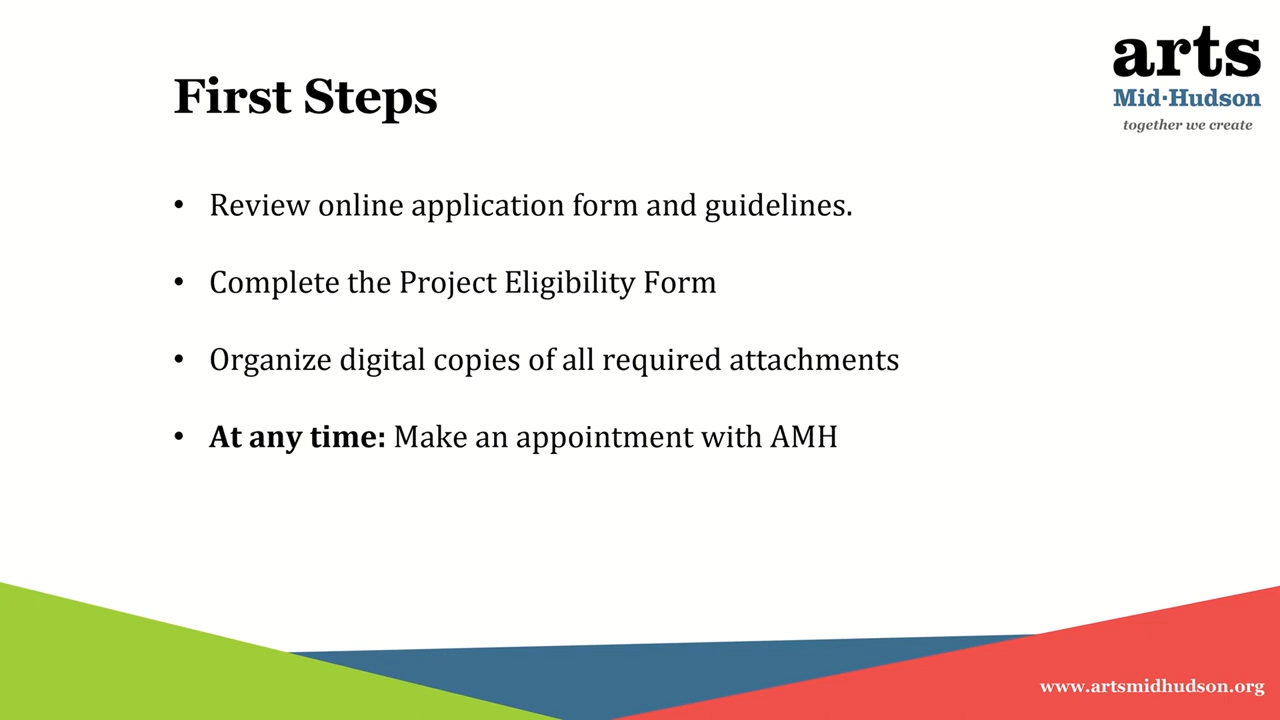 arts
Mid·Hudson
together we create
First Steps
• Review online application form and guidelines.
• Complete the Project Eligibility Form
• Organize digital copies of all required attachments
• At any time: Make an appointment with AMH
www.artsmidhudson.org